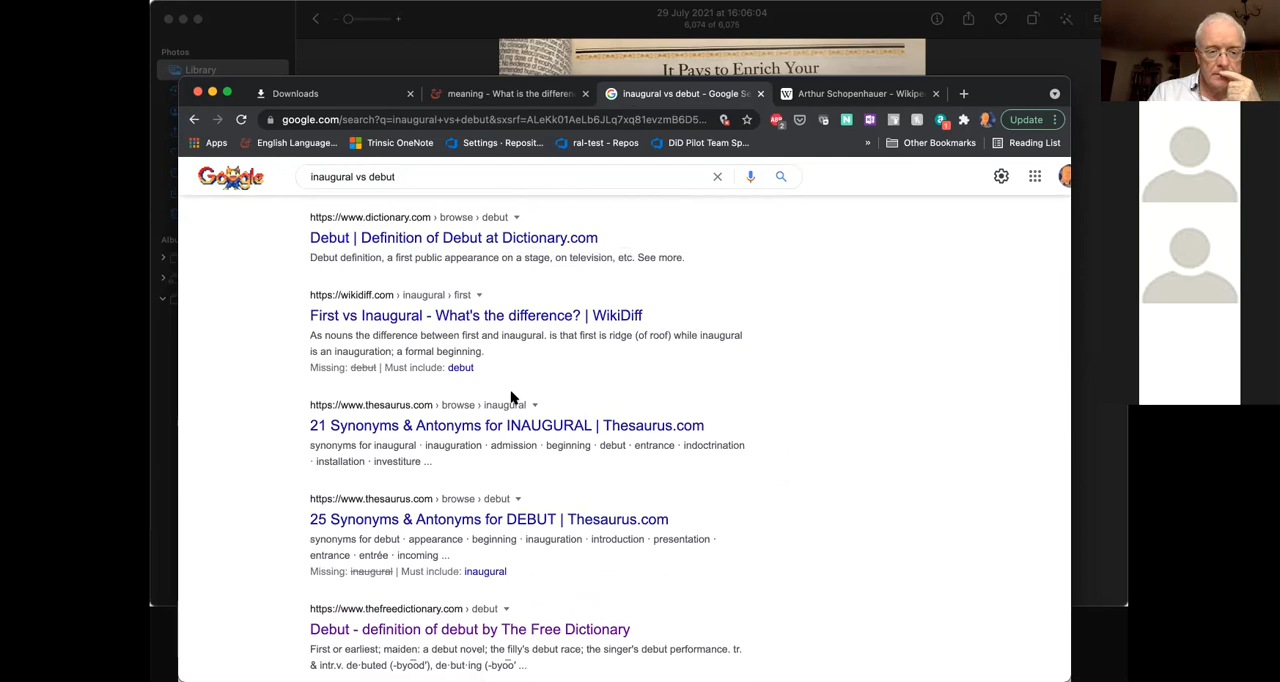 29 July 2021 at 16:06:04
6,074 of 6,075
Photos
Library
It Pays to Enrich Your
Downloads
meaning - What is the differen
inaugural vs debut - Google Se
Arthur Schopenhauer - Wikipe
google.com/search?q=inaugural+vs+debut&sxsrf=ALeKk01AeLb6JLq7xq81evzmB6D5...
Update
Apps
English Language...
Trinsic OneNote
Settings · Reposit...
ral-test - Repos
DiD Pilot Team Sp...
»
Other Bookmarks
Reading List
Google
inaugural vs debut
https://www.dictionary.com › browse › debut
Debut | Definition of Debut at Dictionary.com
Debut definition, a first public appearance on a stage, on television, etc. See more.
https://wikidiff.com › inaugural › first
First vs Inaugural - What's the difference? | WikiDiff
As nouns the difference between first and inaugural. is that first is ridge (of roof) while inaugural
is an inauguration; a formal beginning.
Missing: debut | Must include: debut
https://www.thesaurus.com › browse › inaugural
21 Synonyms & Antonyms for INAUGURAL | Thesaurus.com
synonyms for inaugural · inauguration · admission · beginning · debut · entrance · indoctrination
· installation · investiture ...
https://www.thesaurus.com › browse › debut
25 Synonyms & Antonyms for DEBUT | Thesaurus.com
synonyms for debut · appearance · beginning · inauguration · introduction · presentation ·
entrance · entrée · incoming ...
Missing: inaugural | Must include: inaugural
https://www.thefreedictionary.com › debut
Debut - definition of debut by The Free Dictionary
First or earliest; maiden: a debut novel; the filly's debut race; the singer's debut performance. tr.
& intr.v. de·buted (-byo͞od′), de·but·ing (-byo͞o′ ...